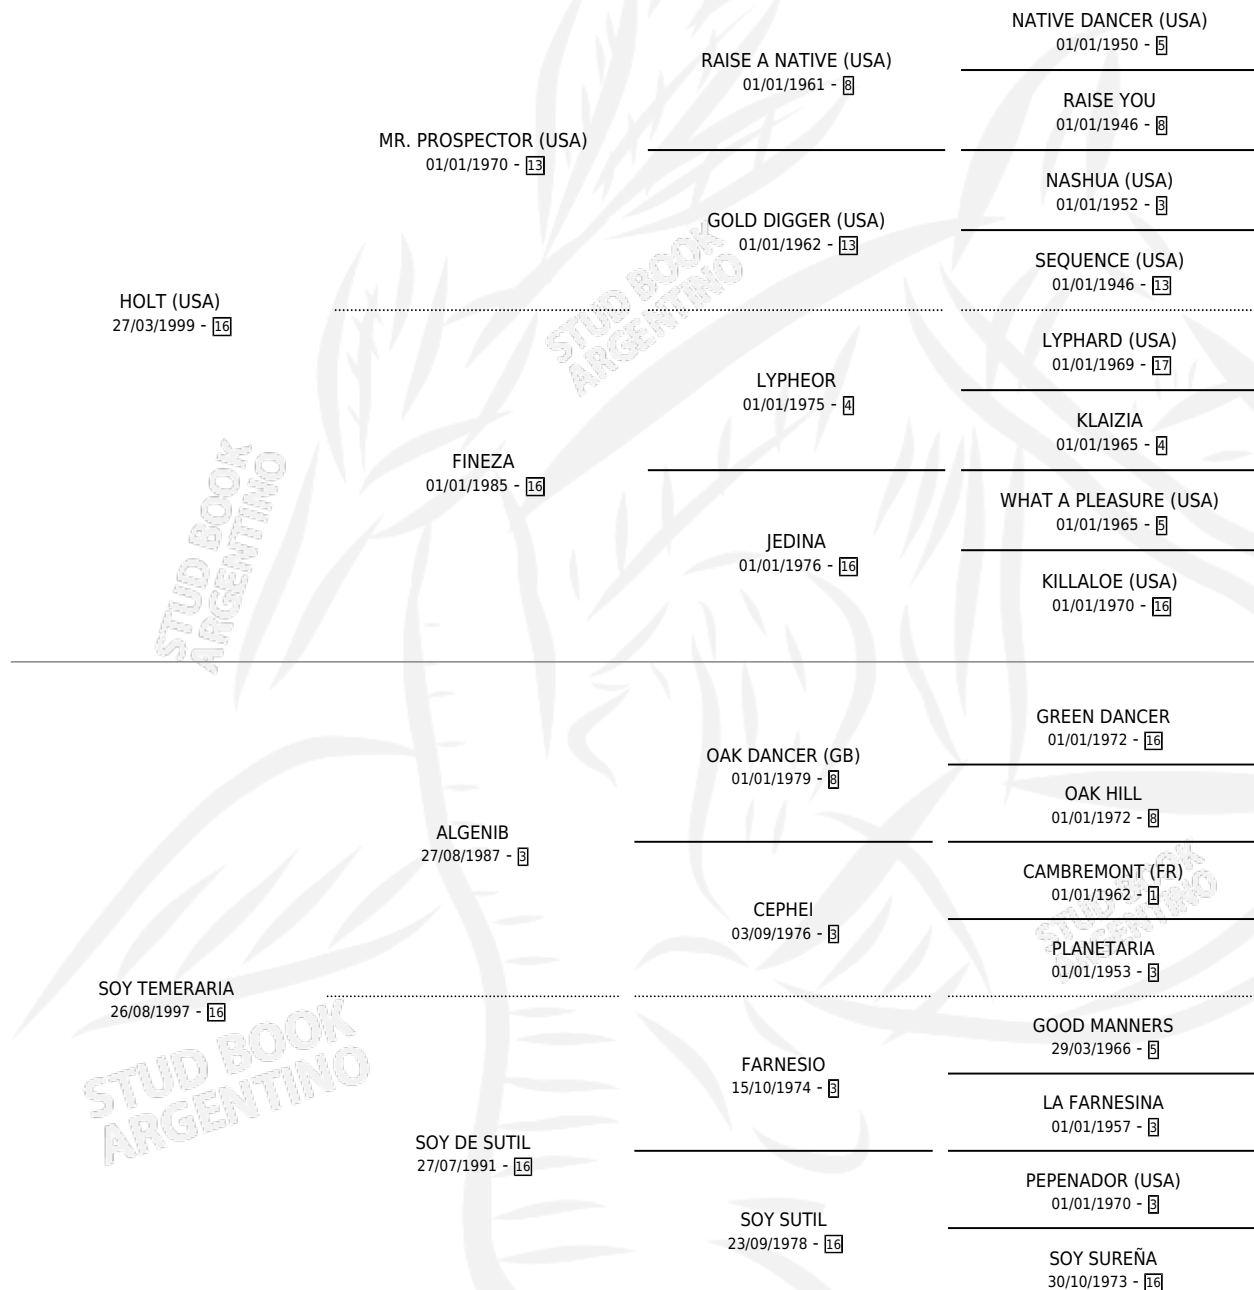 NATIVE DANCER (USA)
01/01/1950 - 5
RAISE A NATIVE (USA)
01/01/1961 - 8
RAISE YOU
01/01/1946 - 8
MR. PROSPECTOR (USA)
01/01/1970 - 13
NASHUA (USA)
01/01/1952 - 3
GOLD DIGGER (USA)
01/01/1962 - 13
SEQUENCE (USA)
01/01/1946 - 13
HOLT (USA)
27/03/1999 - 16
LYPHARD (USA)
01/01/1969 - 17
LYPHEOR
01/01/1975 - 4
KLAIZIA
01/01/1965 - 4
FINEZA
01/01/1985 - 16
WHAT A PLEASURE (USA)
01/01/1965 - 5
JEDINA
01/01/1976 - 16
KILLALOE (USA)
01/01/1970 - 16
GREEN DANCER
01/01/1972 - 16
OAK DANCER (GB)
01/01/1979 - 8
OAK HILL
01/01/1972 - 8
ALGENIB
27/08/1987 - 3
CAMBREMONT (FR)
01/01/1962 - 1
CEPHEI
03/09/1976 - 3
PLANETARIA
01/01/1953 - 3
SOY TEMERARIA
26/08/1997 - 16
GOOD MANNERS
29/03/1966 - 5
FARNESIO
15/10/1974 - 3
LA FARNESINA
01/01/1957 - 3
SOY DE SUTIL
27/07/1991 - 16
PEPENADOR (USA)
01/01/1970 - 3
SOY SUTIL
23/09/1978 - 16
SOY SUREÑA
30/10/1973 - 16
STUD BOOK
ARGENTINO
STUD BOOK
ARGENTINO
STUD BOOK
ARGENTINO
STUD BOOK
ARGENTINO